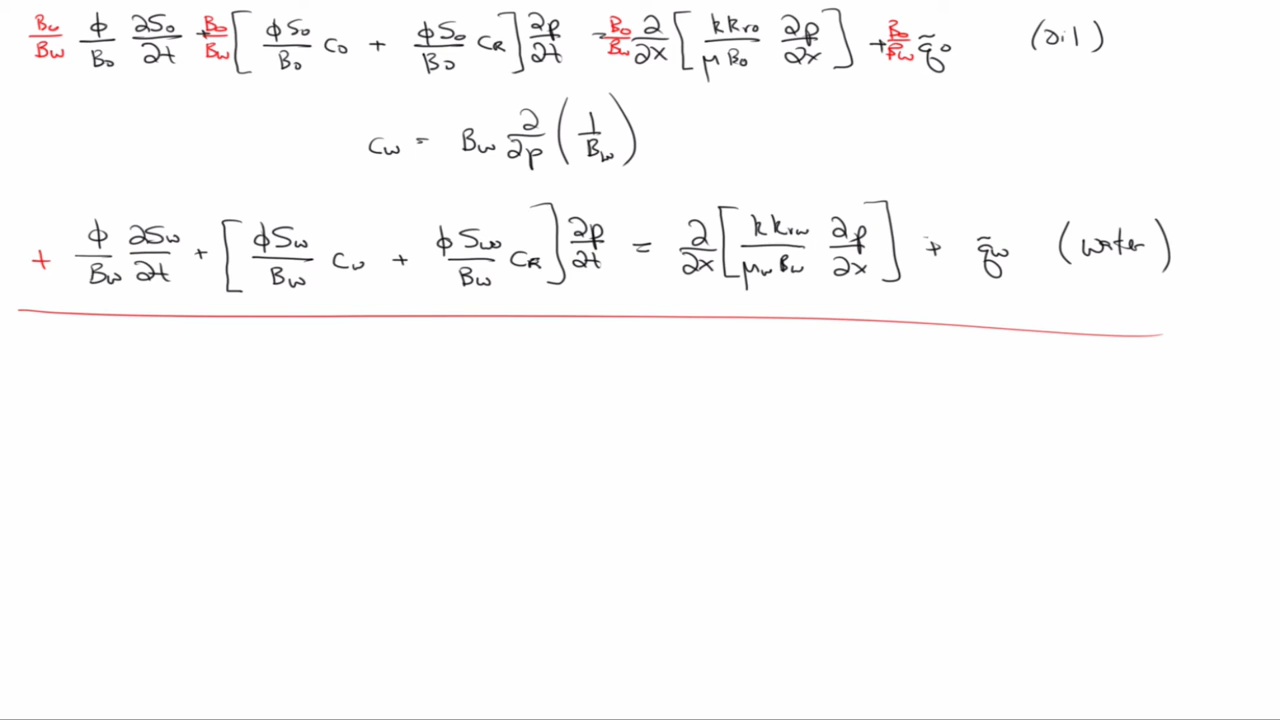 Bo/Bw φ/Bo ∂So/∂t + Bo/Bw [ φSo/Bo co + φSo/Bo cR ] ∂p/∂t = Bo/Bw ∂/∂x [ kkro/μBo ∂p/∂x ] + Bo/Bw q̃o (oil)
cw = Bw ∂/∂p ( 1/Bw )
+ φ/Bw ∂Sw/∂t + [ φSw/Bw cw + φSw/Bw cR ] ∂p/∂t = ∂/∂x [ kkrw/μwBw ∂p/∂x ] + q̃w (water)